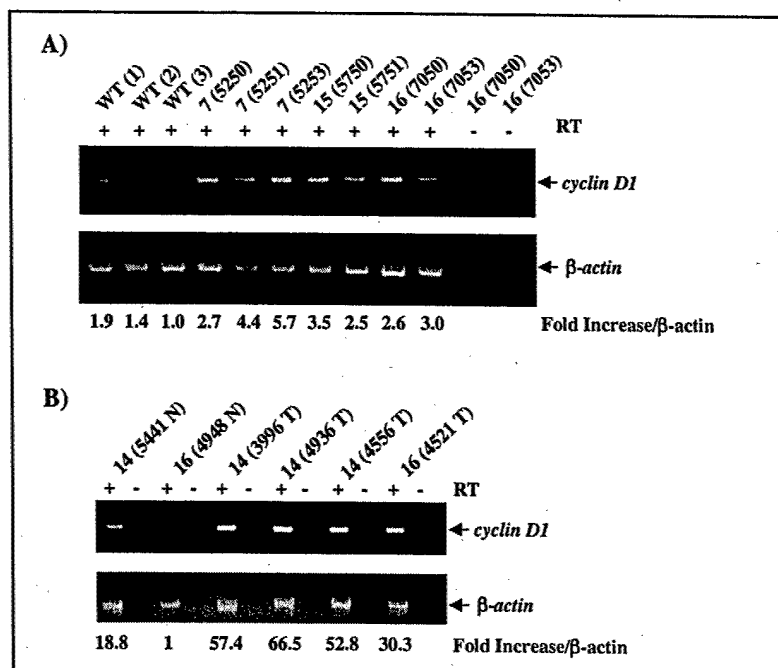 A)
WT (1) WT (2) WT (3) 7 (5250) 7 (5251) 7 (5253) 15 (5750) 15 (5751) 16 (7050) 16 (7053) 16 (7050) 16 (7053)
+ + + + + + + + + + - - RT
cyclin D1
β-actin
1.9 1.4 1.0 2.7 4.4 5.7 3.5 2.5 2.6 3.0 Fold Increase/β-actin
B)
14 (5441 N) 16 (4948 N) 14 (3996 T) 14 (4936 T) 14 (4556 T) 16 (4521 T)
+ - + - + - + - + - + - RT
cyclin D1
β-actin
18.8 1 57.4 66.5 52.8 30.3 Fold Increase/β-actin